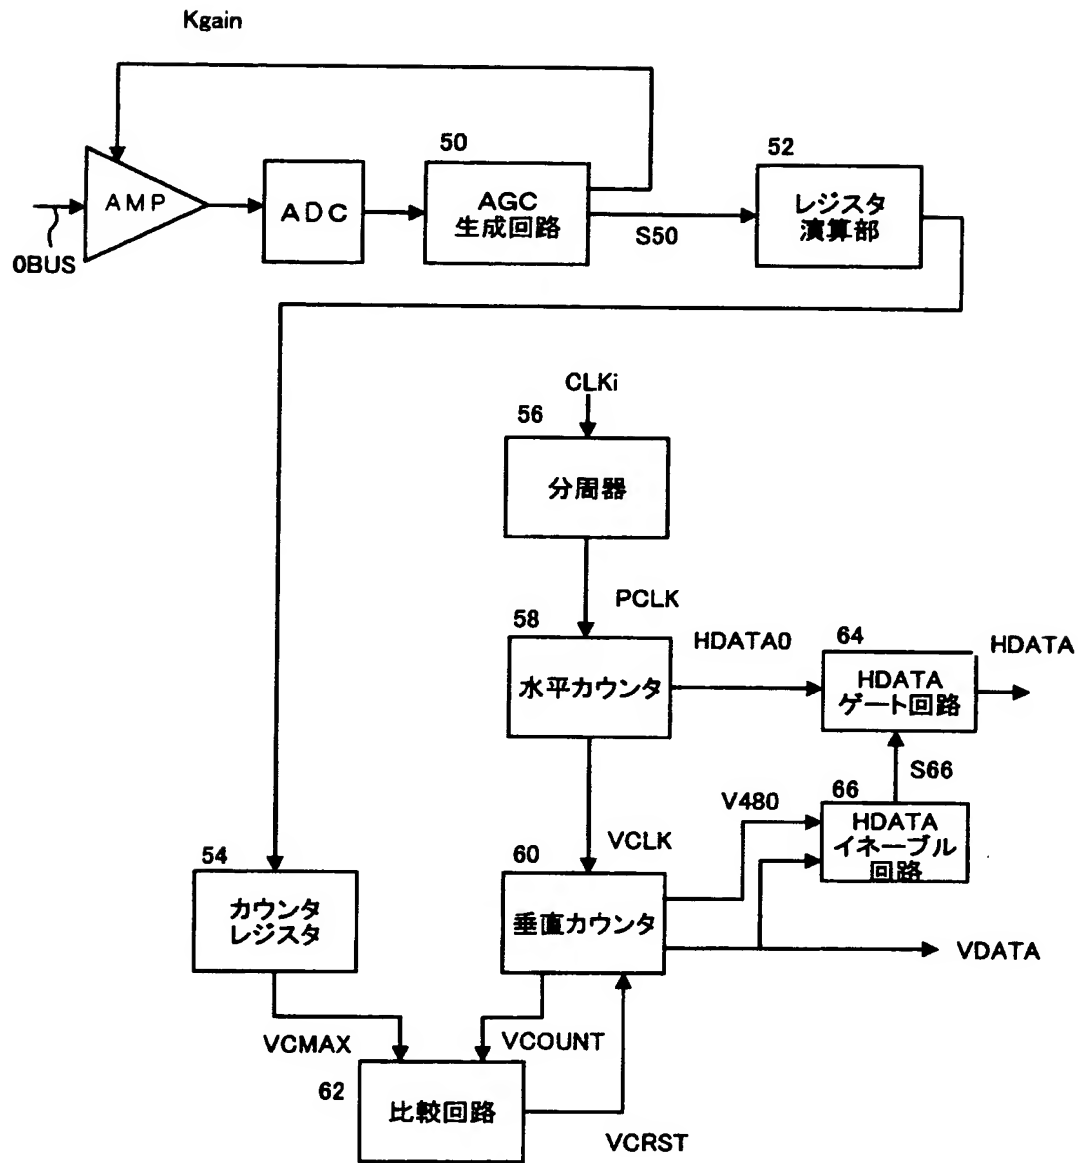 Kgain
50
52
AMP
ADC
AGC
生成回路
S50
レジスタ
演算部
OBUS
CLKi
56
分周器
PCLK
58
水平カウンタ
HDATA0
64
HDATA
ゲート回路
HDATA
S66
V480
66
HDATA
イネーブル
回路
VCLK
54
カウンタ
レジスタ
60
垂直カウンタ
VDATA
VCMAX
VCOUNT
62
比較回路
VCRST